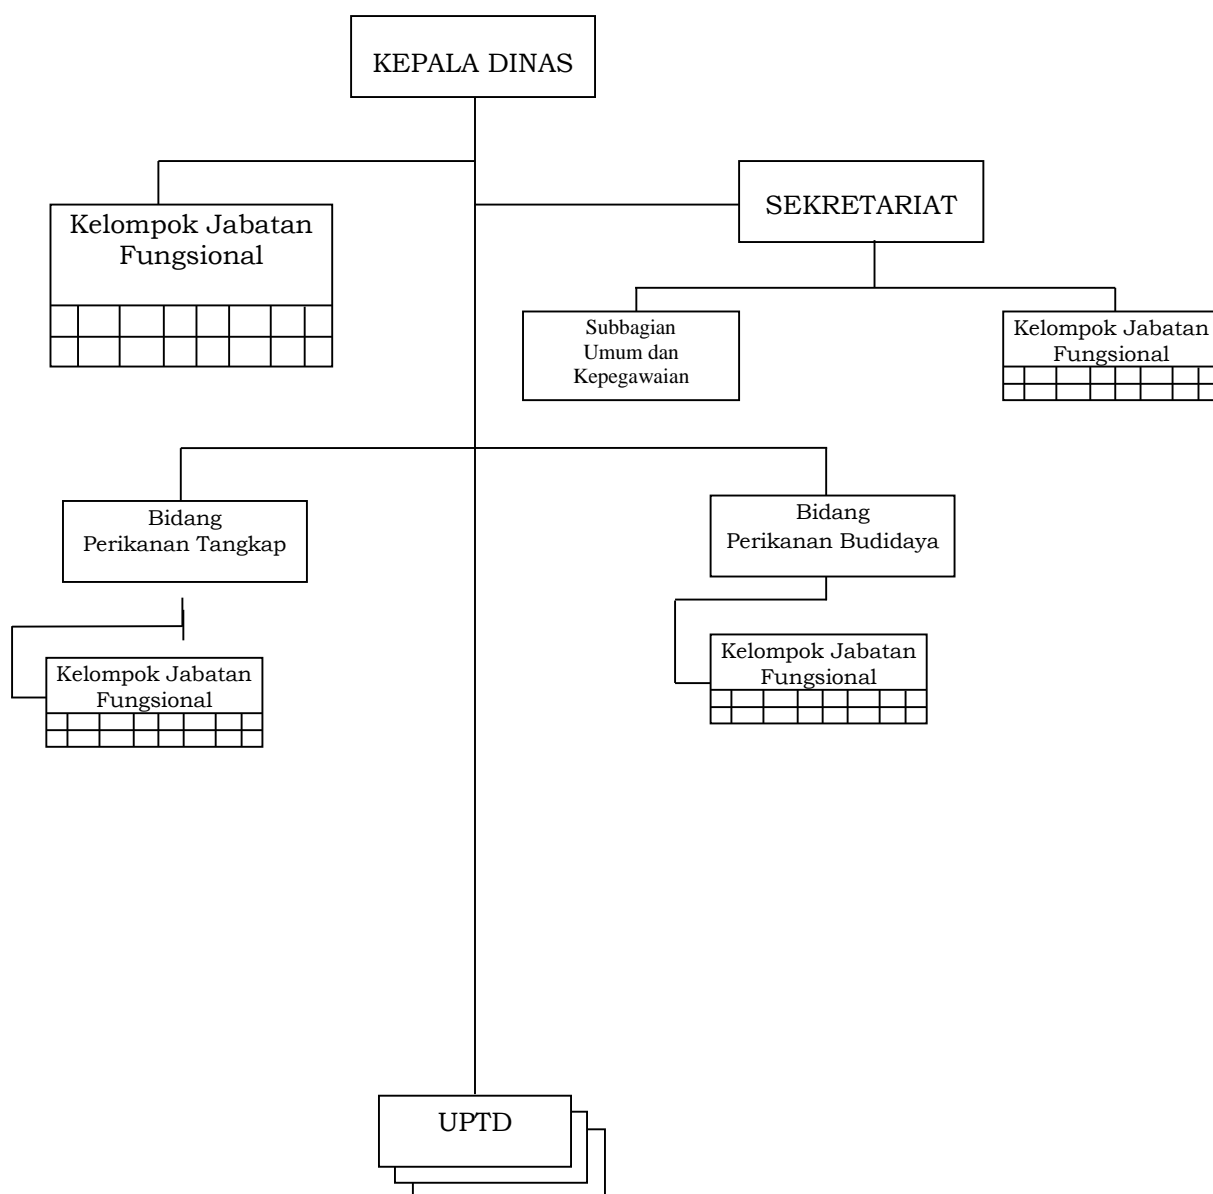 KEPALA DINAS
SEKRETARIAT
Kelompok Jabatan
Fungsional
Subbagian
Umum dan
Kepegawaian
Kelompok Jabatan
Fungsional
Bidang
Perikanan Tangkap
Bidang
Perikanan Budidaya
Kelompok Jabatan
Fungsional
Kelompok Jabatan
Fungsional
UPTD